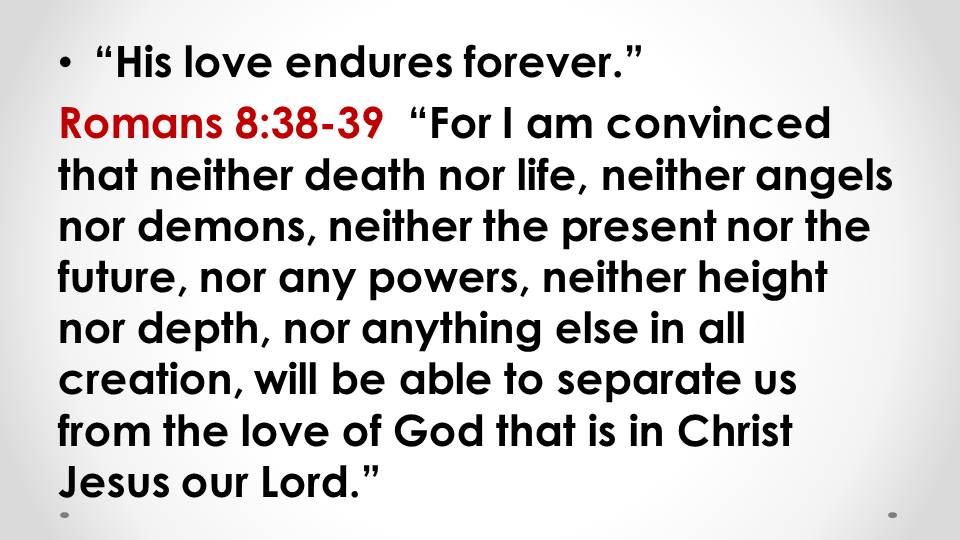 • “His love endures forever.”
Romans 8:38-39  “For I am convinced
that neither death nor life, neither angels
nor demons, neither the present nor the
future, nor any powers, neither height
nor depth, nor anything else in all
creation, will be able to separate us
from the love of God that is in Christ
Jesus our Lord.”